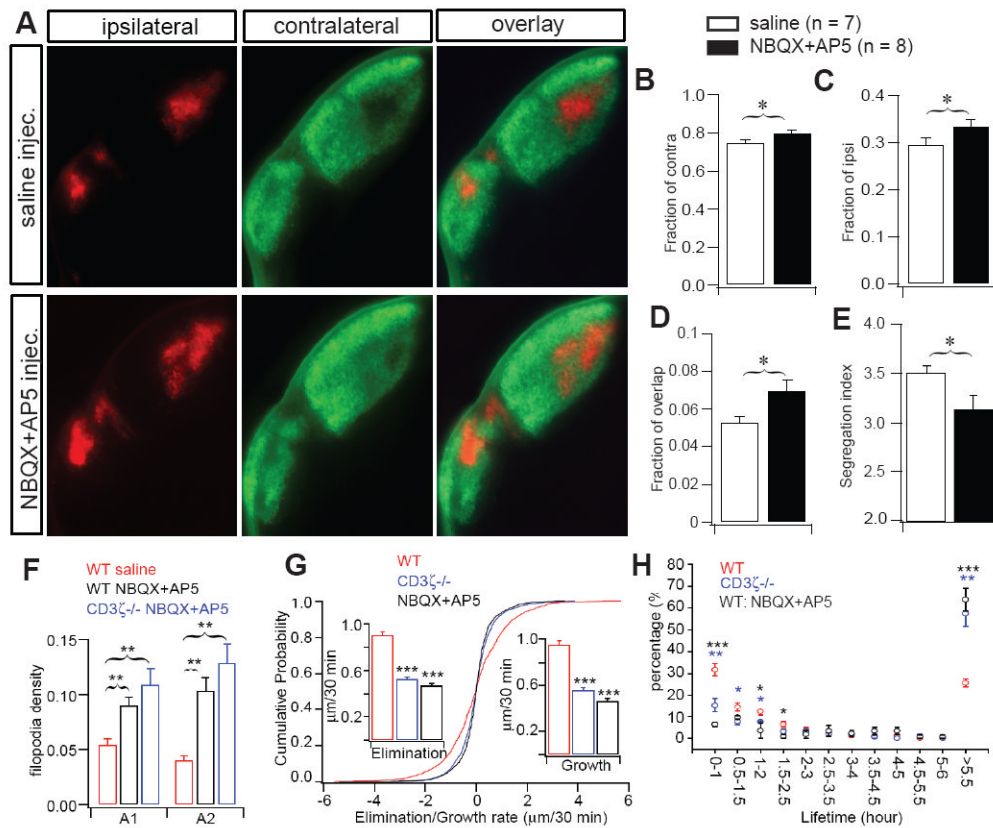 A
ipsilateral
contralateral
overlay
saline injec.
NBQX+AP5 injec.
saline (n = 7)
NBQX+AP5 (n = 8)
B
Fraction of contra
1.0
0.8
0.6
0.4
0.2
0.0
*
C
Fraction of ipsi
0.4
0.3
0.2
0.1
0.0
*
D
Fraction of overlap
0.1
0.08
0.06
0.04
0.02
0
*
E
Segregation index
4.0
3.5
3.0
2.5
2.0
*
F
WT saline
WT NBQX+AP5
CD3ζ-/- NBQX+AP5
filopodia density
0.15
0.10
0.05
0.00
**
**
**
**
A1
A2
G
WT
CD3ζ-/-
NBQX+AP5
Cumulative Probability
1.0
0.8
0.6
0.4
0.2
0.0
μm/30 min
1.0
0.8
0.6
0.4
0.2
*** ***
Elimination
μm/30 min
1.0
0.8
0.6
0.4
0.2
***
***
Growth
-6 -4 -2 0 2 4 6
Elimination/Growth rate (μm/30 min)
H
WT
CD3ζ-/-
WT: NBQX+AP5
percentage (%
80
70
60
50
40
30
20
10
0
***
**
*
*
*
*
***
**
0-1
0.5-1.5
1-2
1.5-2.5
2-3
2.5-3.5
3-4
3.5-4.5
4-5
4.5-5.5
5-6
>5.5
Lifetime (hour)